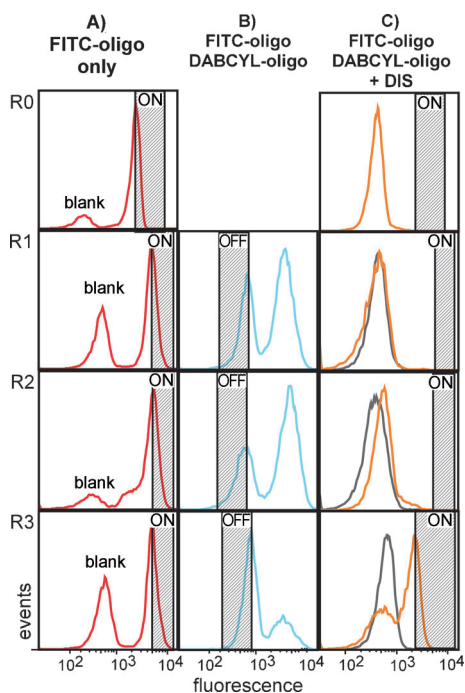 A)
FITC-oligo
only
B)
FITC-oligo
DABCYL-oligo
C)
FITC-oligo
DABCYL-oligo
+ DIS
R0
ON
blank
ON
R1
ON
blank
OFF
ON
R2
ON
blank
OFF
ON
R3
ON
blank
OFF
ON
events
10² 10³ 10⁴
10² 10³ 10⁴
10² 10³ 10⁴
fluorescence